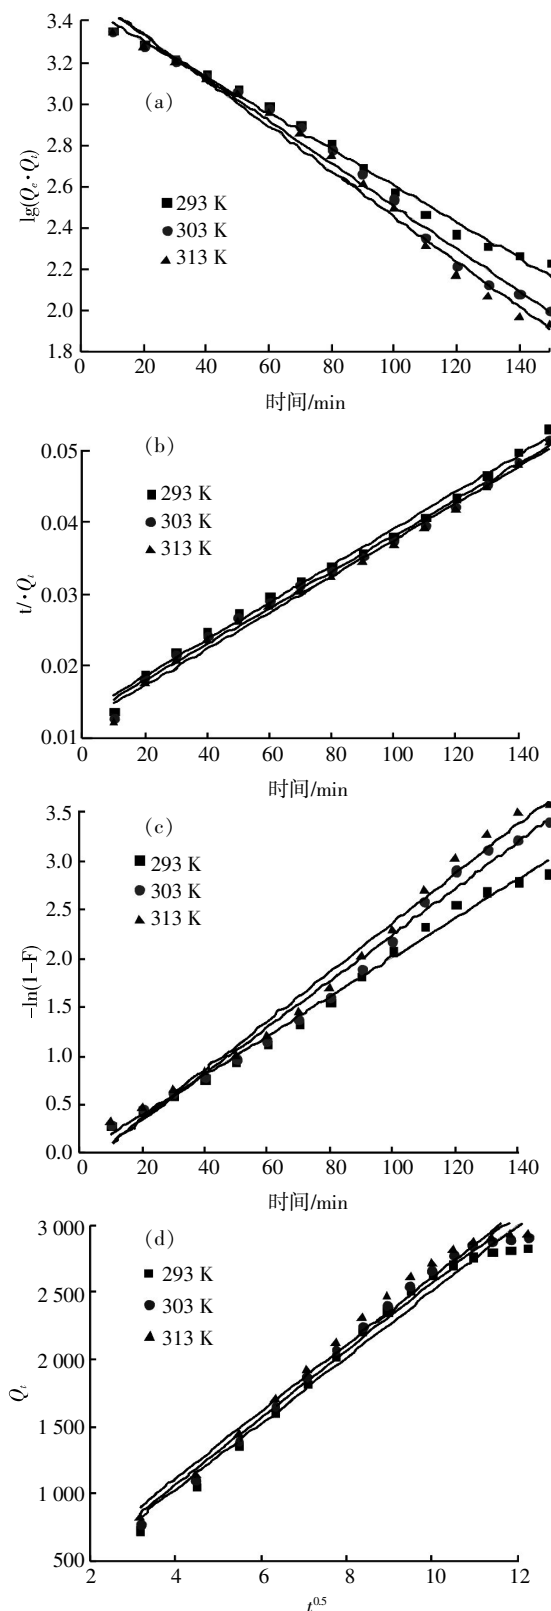 3.4
3.2
3.0
2.8
2.6
2.4
2.2
2.0
1.8
lg(Qe·Qt)
(a)
293 K
303 K
313 K
0 20 40 60 80 100 120 140
时间/min
0.05
0.04
0.03
0.02
0.01
t/·Qt
(b)
293 K
303 K
313 K
0 20 40 60 80 100 120 140
时间/min
3.5
3.0
2.5
2.0
1.5
1.0
0.5
0.0
-ln(1-F)
(c)
293 K
303 K
313 K
0 20 40 60 80 100 120 140
时间/min
3 000
2 500
2 000
1 500
1 000
500
Qt
(d)
293 K
303 K
313 K
2 4 6 8 10 12
t^0.5